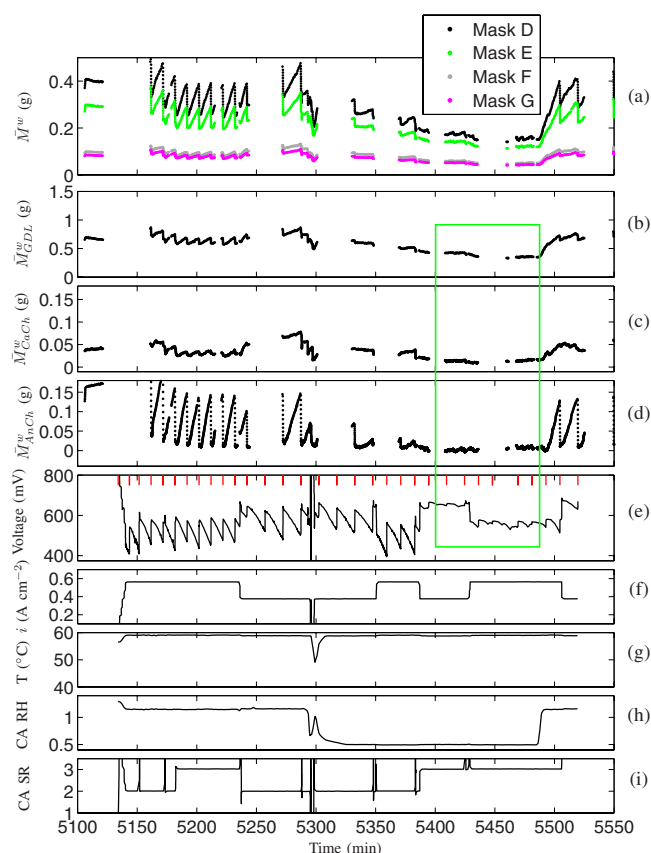 Mask D
Mask E
Mask F
Mask G
0.4
0.2
0
M̄^w (g)
(a)
1.5
1
0.5
0
M̄^w_GDL (g)
(b)
0.15
0.1
0.05
0
M̄^w_CaCh (g)
(c)
0.15
0.1
0.05
0
M̄^w_AnCh (g)
(d)
800
600
400
Voltage (mV)
(e)
0.6
0.4
0.1
i (A cm⁻²)
(f)
60
50
40
T (°C)
(g)
1
0.5
CA RH
(h)
3
2
1
CA SR
(i)
5100 5150 5200 5250 5300 5350 5400 5450 5500 5550
Time (min)